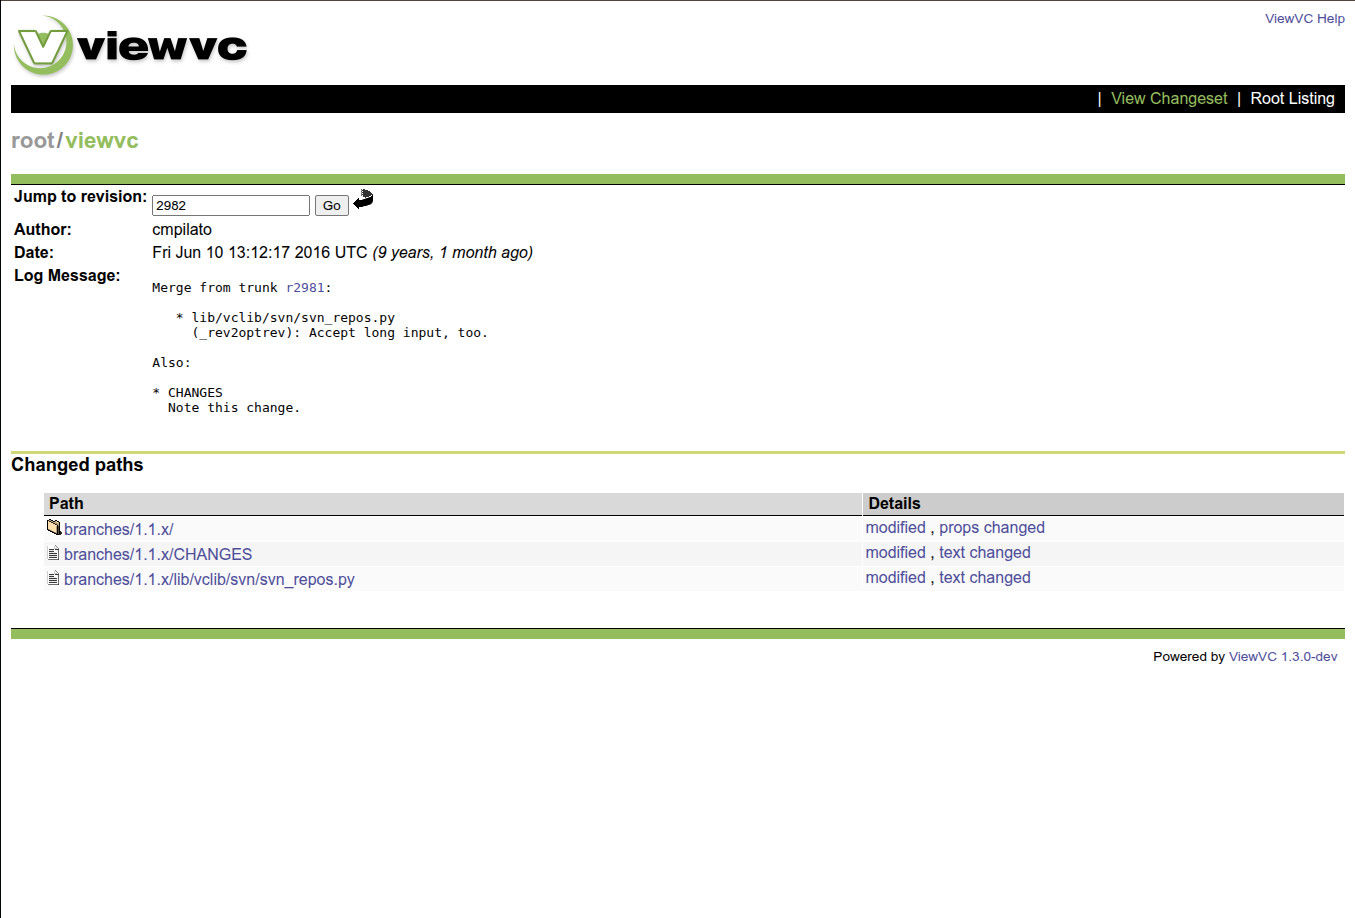 ViewVC Help
viewvc
| View Changeset | Root Listing
root/viewvc
Jump to revision: 2982 Go
Author: cmpilato
Date: Fri Jun 10 13:12:17 2016 UTC (9 years, 1 month ago)
Log Message:
Merge from trunk r2981:
* lib/vclib/svn/svn_repos.py
(_rev2optrev): Accept long input, too.
Also:
* CHANGES
Note this change.
Changed paths
Path Details
branches/1.1.x/ modified , props changed
branches/1.1.x/CHANGES modified , text changed
branches/1.1.x/lib/vclib/svn/svn_repos.py modified , text changed
Powered by ViewVC 1.3.0-dev